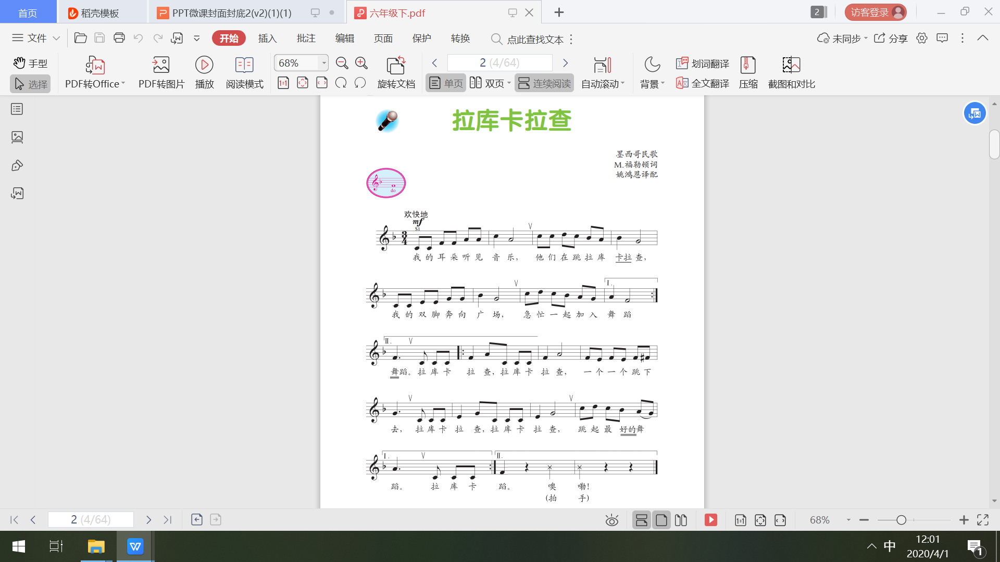 首页 稻壳模板 PPT微课封面封底2(v2)(1)(1) 六年级下.pdf 2 访客登录
文件 开始 插入 批注 编辑 页面 保护 转换 点此查找文本 未同步 分享
手型 68% 2 (4/64) 划词翻译
选择 PDF转Office PDF转图片 播放 阅读模式 旋转文档 单页 双页 连续阅读 自动滚动 背景 全文翻译 压缩 截图和对比
拉库卡拉查
墨西哥民歌
M.福勒顿词
姚鸿恩译配
do
欢快地
mf
S1
3
4
我的耳朵听见音乐，他们在跳拉库卡拉查，
I.
我的双脚奔向广场，急忙一起加入舞蹈
II.
舞蹈。拉库卡拉查，拉库卡拉查，一个一个跳下
去，拉库卡拉查，拉库卡拉查，跳起最好的舞
I. II.
蹈。拉库卡蹈。噢嘞！
(拍手)
2 (4/64) 68%
中 12:01
2020/4/1 1